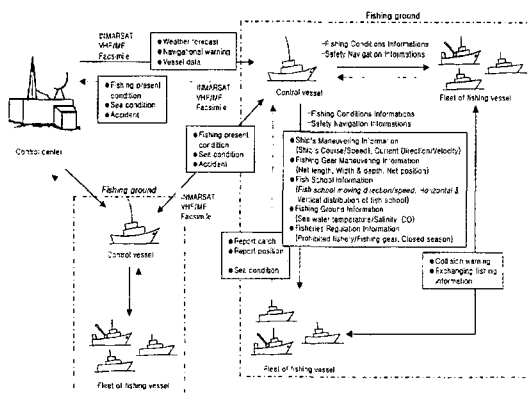 Fishing ground
INMARSAT
VHF/MF
Facsimile
● Weather forecast
● Navigational warning
● Vessel data
-Fishing Conditions Informations
-Safety Navigation Informations
INMARSAT
VHF/MF
Facsimile
Control vessel
Fleet of fishing vessel
● Fishing present
condition
● Sea condition
● Accident
-Fishing Conditions Informations
-Safety Navigation Informations
Control center
● Fishing present
condition
● Sea condition
● Accident
● Ship's Maneuvering Information
(Ship's Course/Speed), Current Direction/Velocity)
● Fishing Gear Maneuvering Information
(Net length, Width & depth, Net position)
● Fish School Information
(Fish school moving direction/speed, Horizontal &
Vertical distribution of fish school)
● Fishing Ground Information
(Sea water temperature/Salinity, DO)
● Fisheries Regulation Information
(Prohibited fishery/Fishing gear, Closed season)
Fishing ground
INMARSAT
VHF/MF
Facsimile
Control vessel
● Report catch
● Report position
● Sea condition
● Collision warning
● Exchanging fishing
information
Fleet of fishing vessel
Fleet of fishing vessel